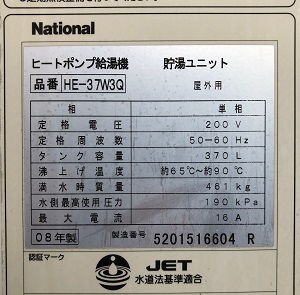 National
ヒートポンプ給湯機 貯湯ユニット
品番 HE-37W3Q 屋外用
相 単相
定格電圧 200 V
定格周波数 50-60 Hz
タンク容量 370 L
沸上げ温度 約65℃~約90℃
満水時質量 461 kg
水側最高使用圧力 190 kPa
最大電流 16 A
08年製 製造番号 5201516604 R
認証マーク
JET
水道法基準適合